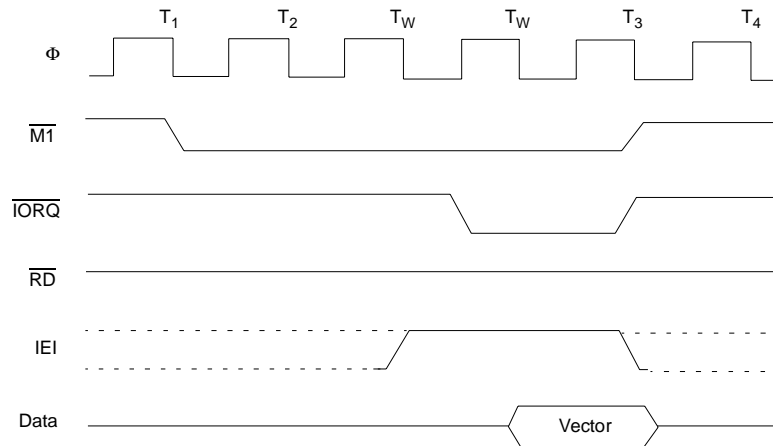 T1 T2 TW TW T3 T4
Φ
M1
IORQ
RD
IEI
Data Vector